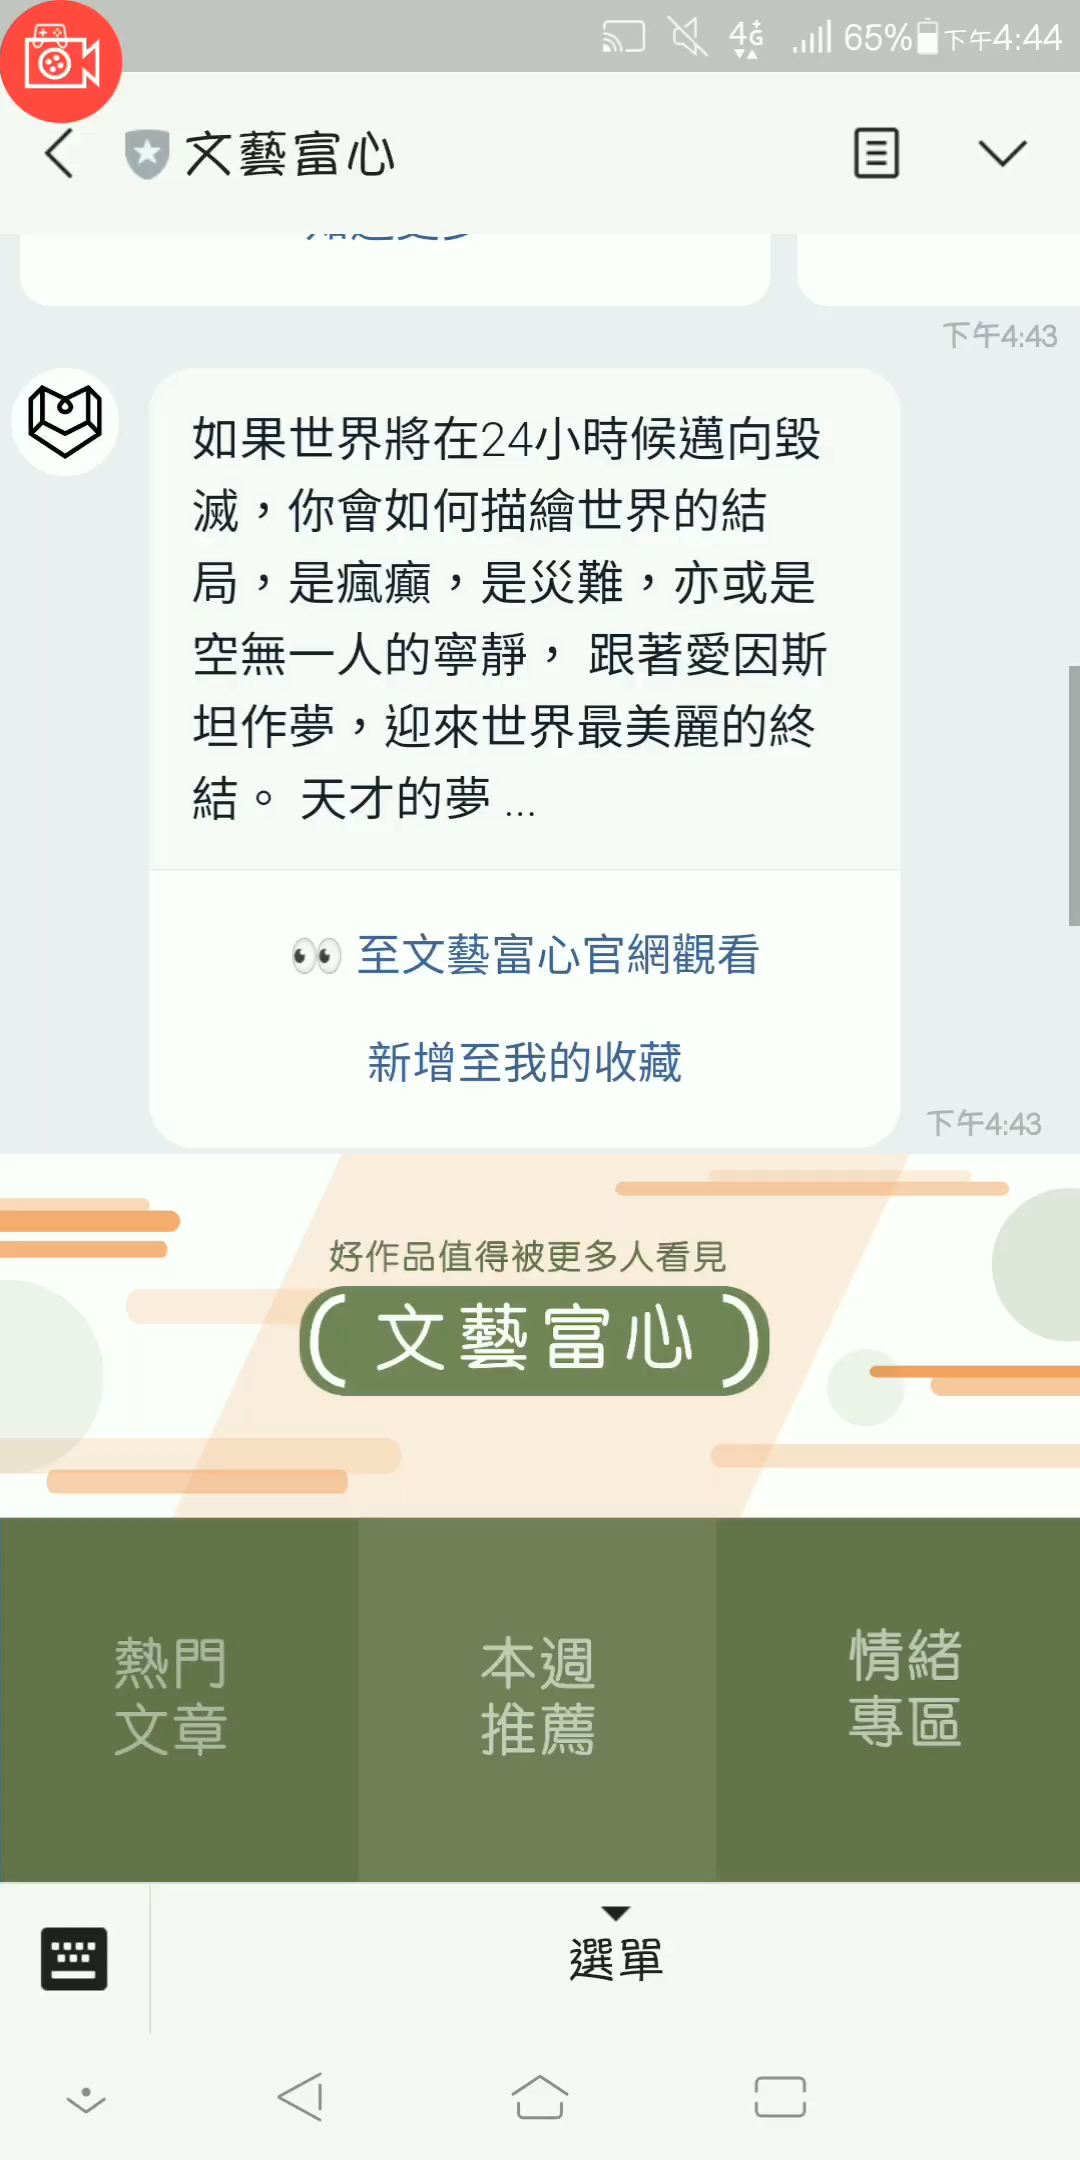 4G 65% 下午4:44
文藝富心
知道更多
下午4:43
如果世界將在24小時候邁向毀
滅，你會如何描繪世界的結
局，是瘋癲，是災難，亦或是
空無一人的寧靜， 跟著愛因斯
坦作夢，迎來世界最美麗的終
結。 天才的夢 ...
至文藝富心官網觀看
新增至我的收藏
下午4:43
好作品值得被更多人看見
（文藝富心）
熱門
文章
本週
推薦
情緒
專區
選單